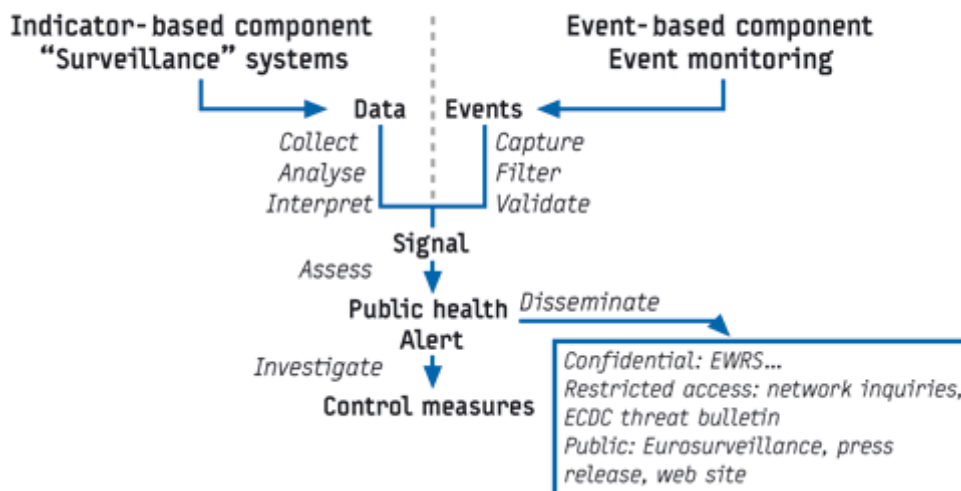 Indicator-based component
“Surveillance” systems
Event-based component
Event monitoring
Data
Events
Collect
Analyse
Interpret
Capture
Filter
Validate
Signal
Assess
Public health
Alert
Disseminate
Investigate
Control measures
Confidential: EWRS...
Restricted access: network inquiries,
ECDC threat bulletin
Public: Eurosurveillance, press
release, web site